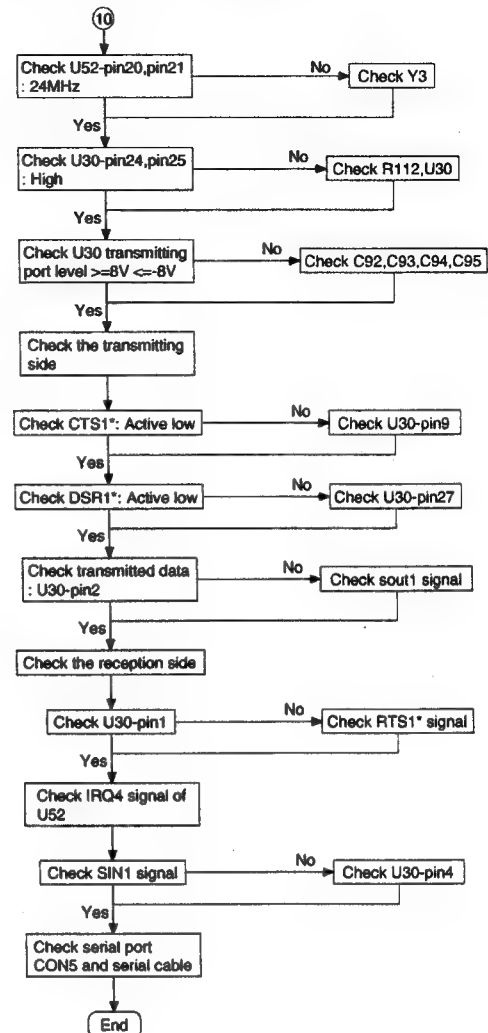 10
Check U52-pin20,pin21
: 24MHz
No
Check Y3
Yes
Check U30-pin24,pin25
: High
No
Check R112,U30
Yes
Check U30 transmitting
port level >=8V <=-8V
No
Check C92,C93,C94,C95
Yes
Check the transmitting
side
Check CTS1*: Active low
No
Check U30-pin9
Yes
Check DSR1*: Active low
No
Check U30-pin27
Yes
Check transmitted data
: U30-pin2
No
Check sout1 signal
Yes
Check the reception side
Check U30-pin1
No
Check RTS1* signal
Yes
Check IRQ4 signal of
U52
Check SIN1 signal
No
Check U30-pin4
Yes
Check serial port
CON5 and serial cable
End